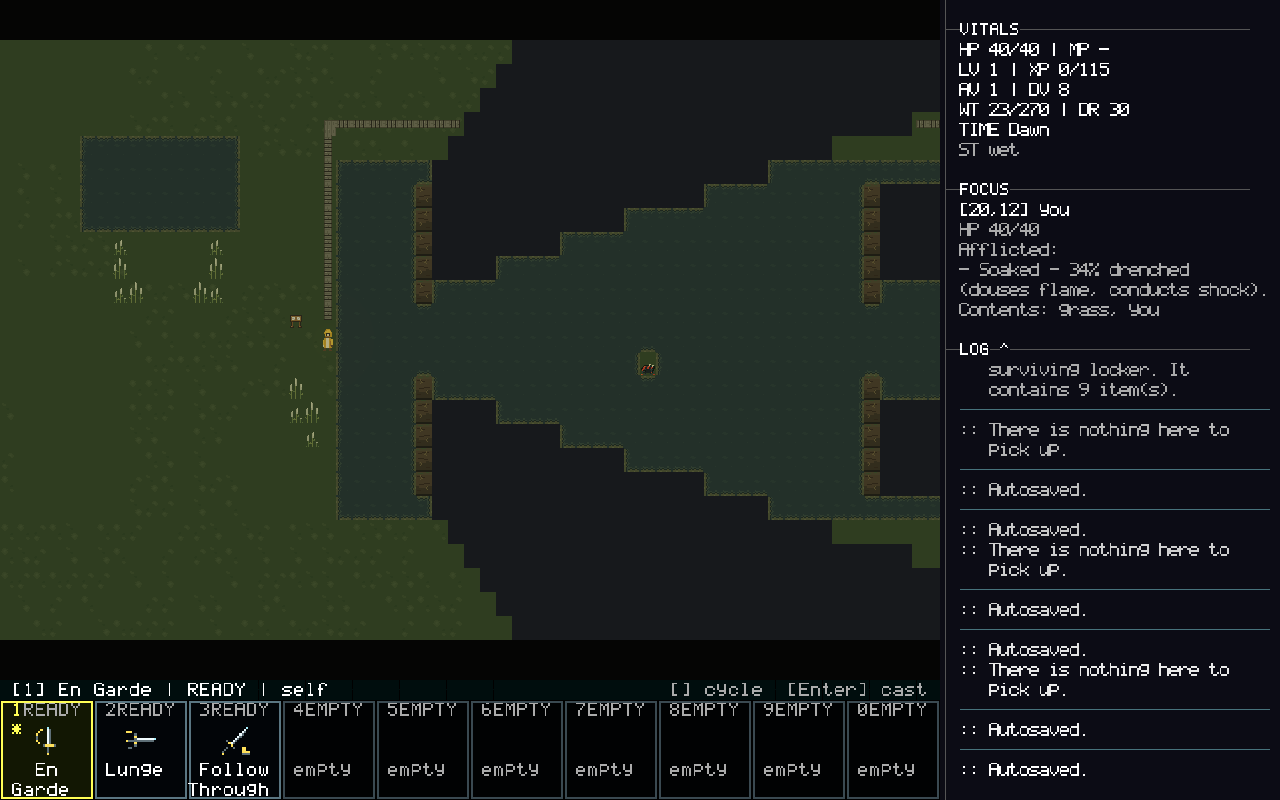 VITALS
HP 40/40 | MP -
LV 1 | XP 0/115
AV 1 | DV 8
WT 23/270 | DR 30
TIME Dawn
ST wet
FOCUS
[20,12] You
HP 40/40
Afflicted:
- Soaked - 34% drenched
(douses flame, conducts shock).
Contents: grass, You
LOG ^
surviving locker. It
contains 9 item(s).
:: There is nothing here to
Pick up.
:: Autosaved.
:: Autosaved.
:: There is nothing here to
Pick up.
:: Autosaved.
:: Autosaved.
:: There is nothing here to
Pick up.
:: Autosaved.
:: Autosaved.
[1] En Garde | READY | self
[] cycle [Enter] cast
1READY 2READY 3READY 4EMPTY 5EMPTY 6EMPTY 7EMPTY 8EMPTY 9EMPTY 0EMPTY
*
En Lunge Follow empty empty empty empty empty empty empty
Garde Through